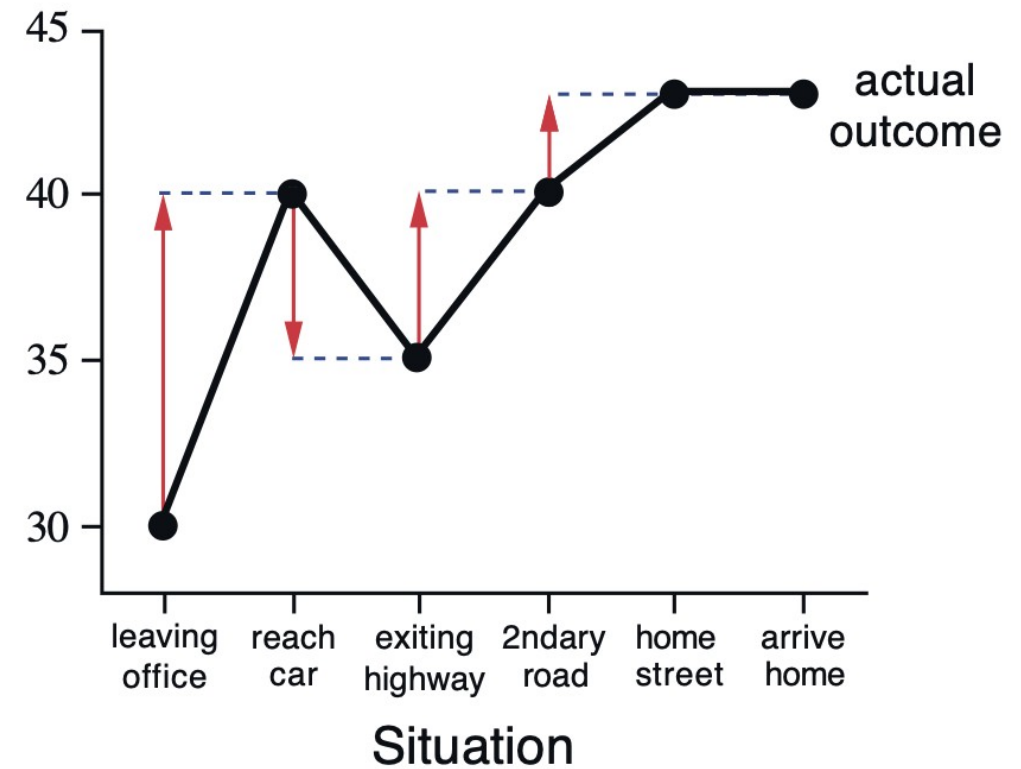 45
40
35
30
actual
outcome
leaving
office
reach
car
exiting
highway
2ndary
road
home
street
arrive
home
Situation